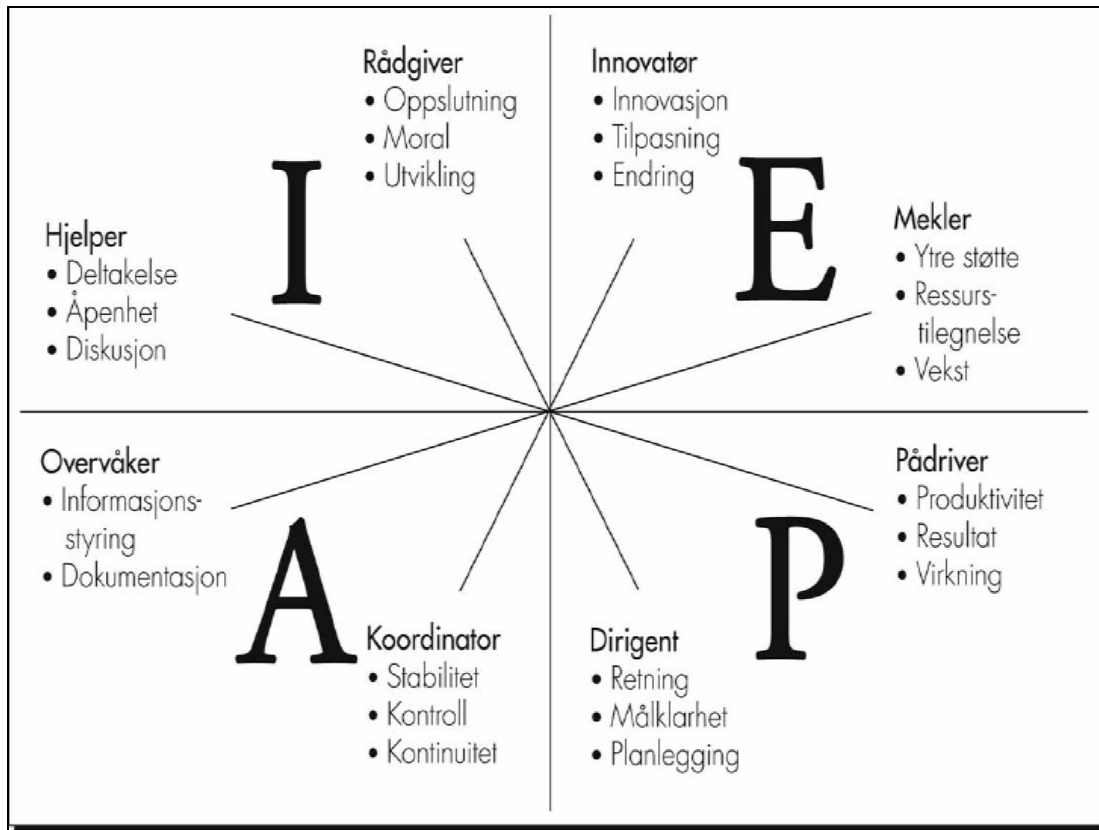 Rådgiver
• Oppslutning
• Moral
• Utvikling
I
Hjelper
• Deltakelse
• Åpenhet
• Diskusjon
Innovatør
• Innovasjon
• Tilpasning
• Endring
E
Mekler
• Ytre støtte
• Ressurs-
tilegnelse
• Vekst
Overvåker
• Informasjons-
styring
• Dokumentasjon
A
Koordinator
• Stabilitet
• Kontroll
• Kontinuitet
Pådriver
• Produktivitet
• Resultat
• Virkning
P
Dirigent
• Retning
• Målklarhet
• Planlegging